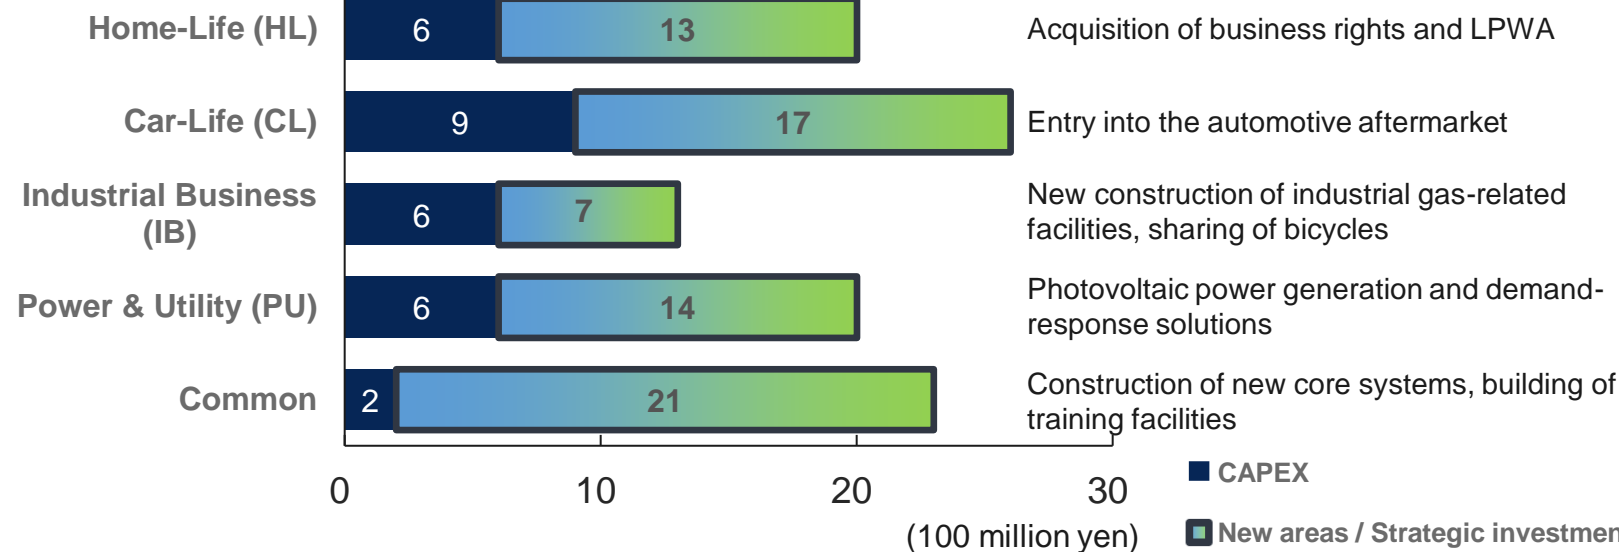 Home-Life (HL) 6 13 Acquisition of business rights and LPWA
Car-Life (CL) 9 17 Entry into the automotive aftermarket
Industrial Business
(IB)
6 7
New construction of industrial gas-related
facilities, sharing of bicycles
Power & Utility (PU) 6 14
Photovoltaic power generation and demand-
response solutions
Common 2 21
Construction of new core systems, building of
training facilities
0 10 20 30
(100 million yen)
CAPEX
New areas / Strategic investmen